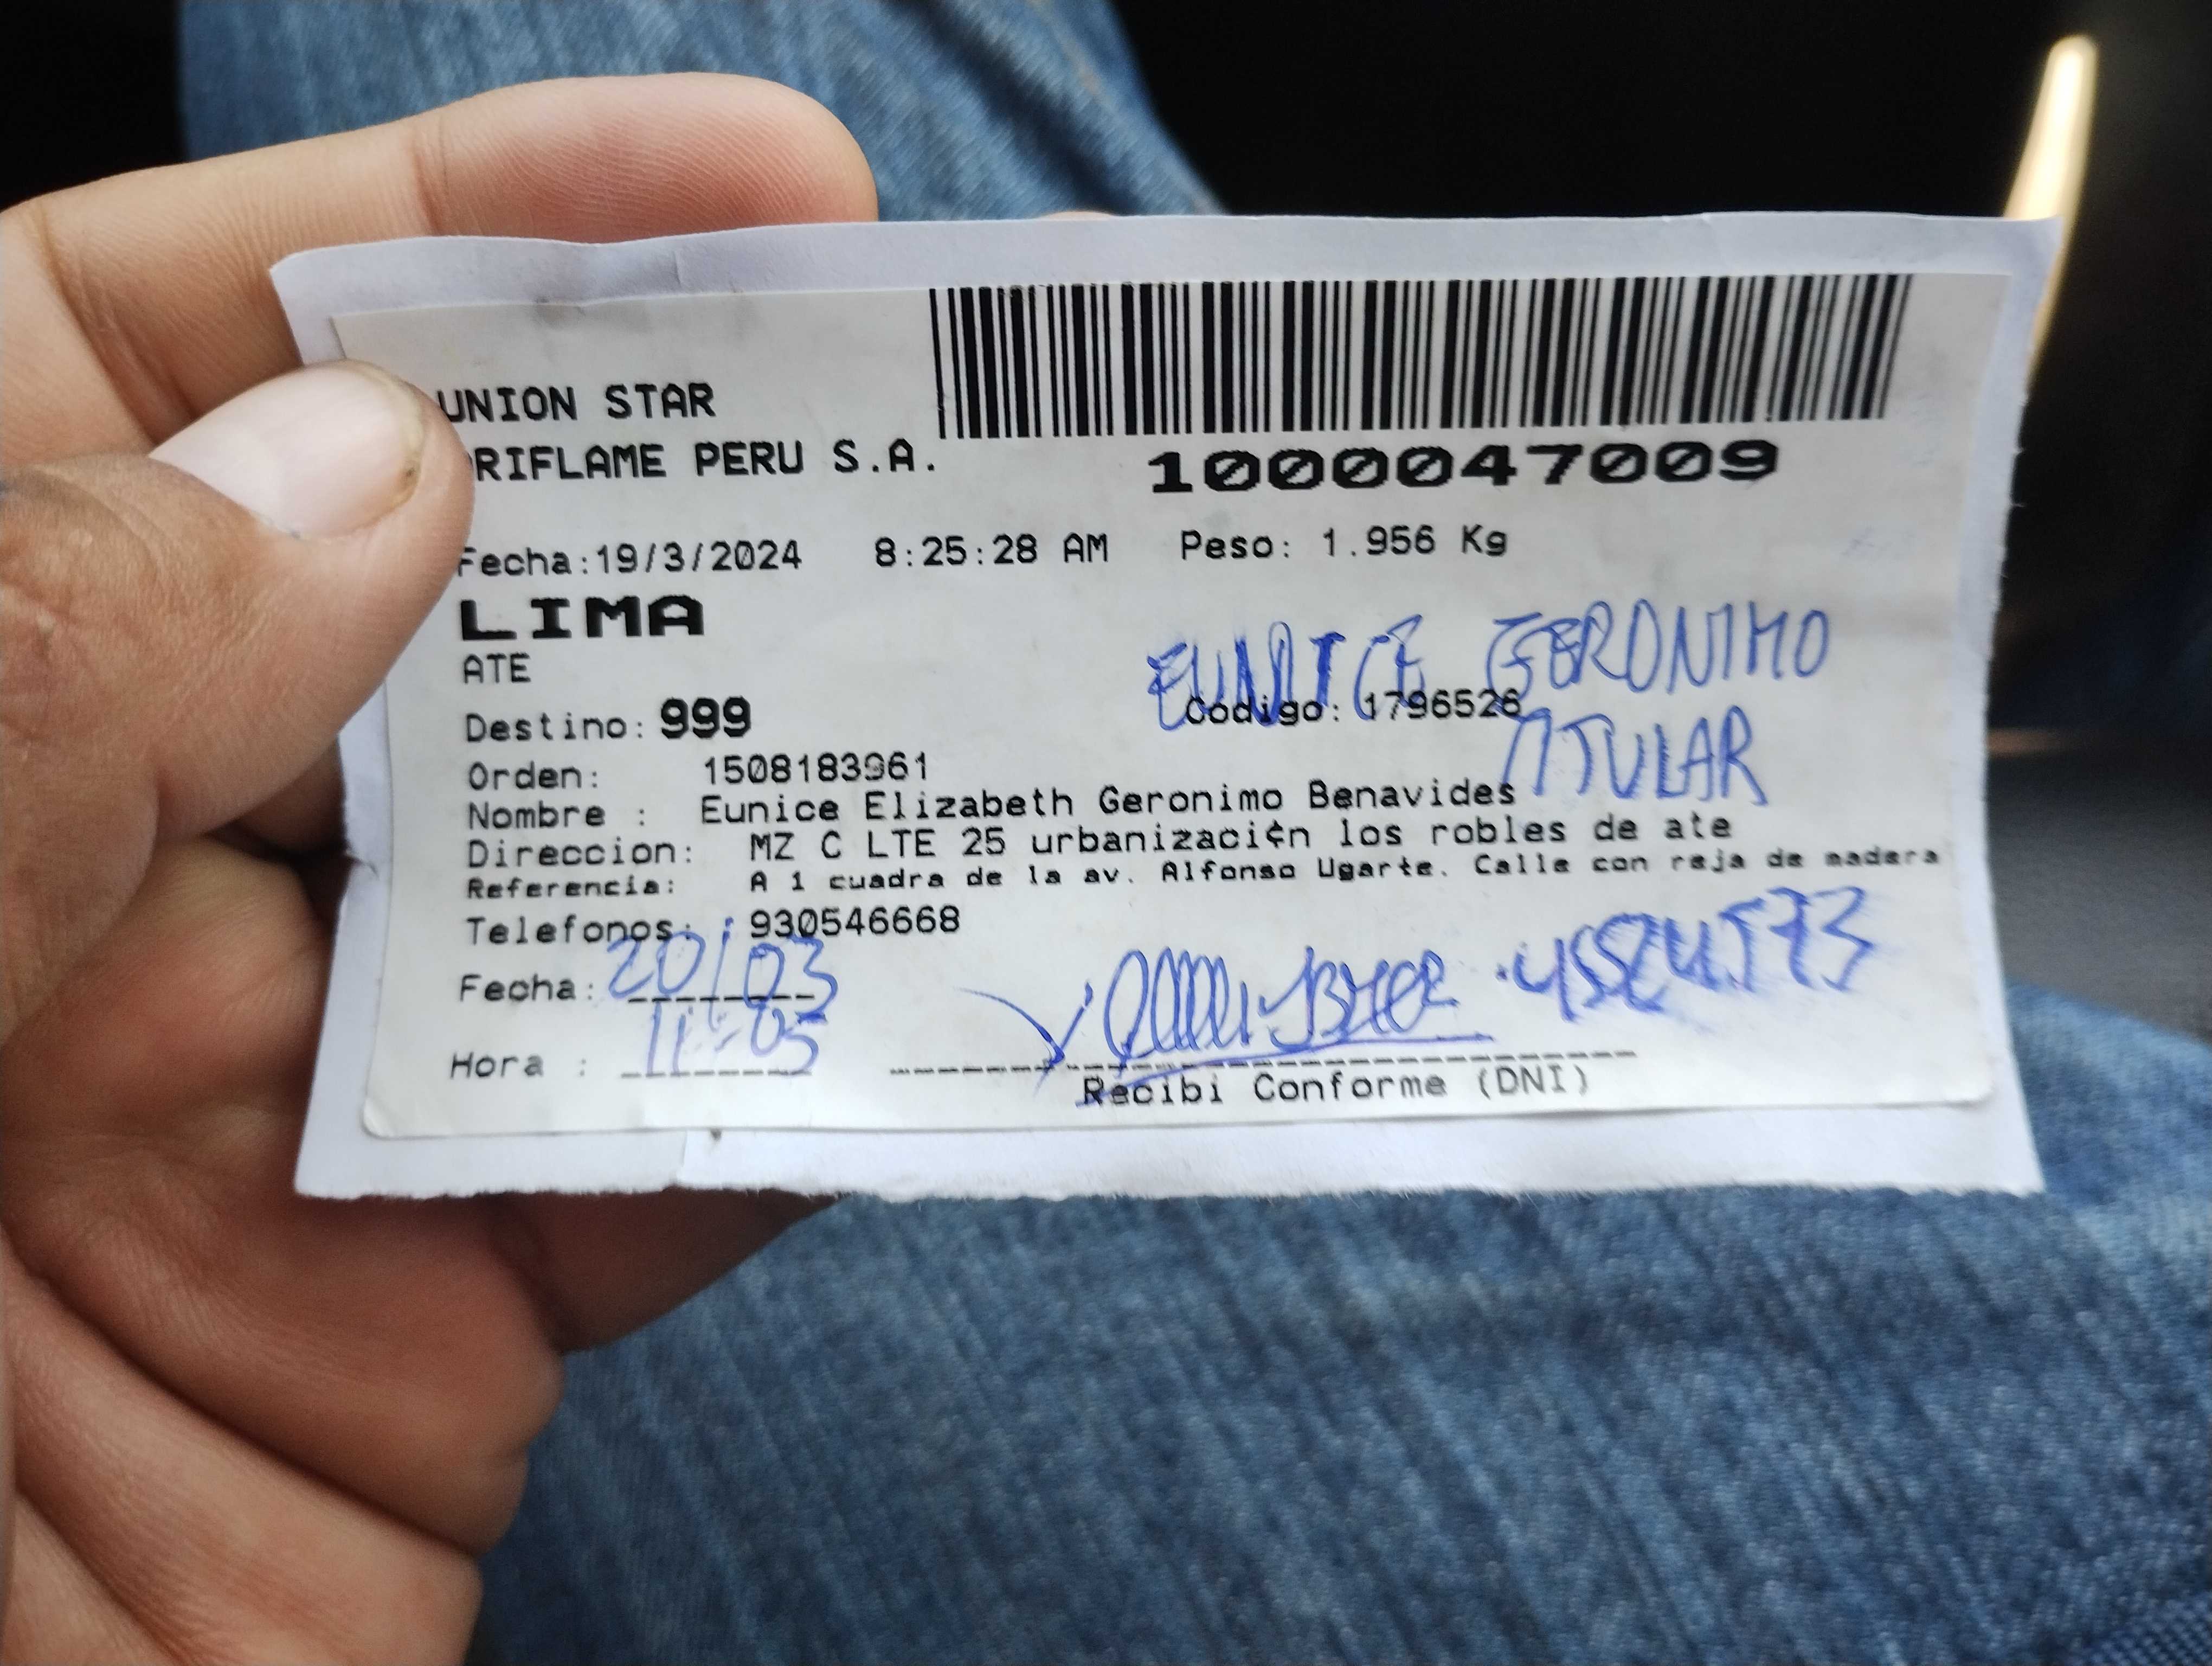 UNION STAR
ORIFLAME PERU S.A.
1000047009
Fecha:19/3/2024 8:25:28 AM Peso: 1.956 Kg
LIMA
ATE
EUNICE GERONIMO
Destino: 999 Codigo: 1796526
TITULAR
Orden: 1508183961
Nombre : Eunice Elizabeth Geronimo Benavides
Direccion: MZ C LTE 25 urbanizaci¢n los robles de ate
Referencia: A 1 cuadra de la av. Alfonso Ugarte. Calle con reja de madera
Telefonos: 930546668
Fecha: 20/03
Hora : 11:05
Recibi Conforme (DNI)